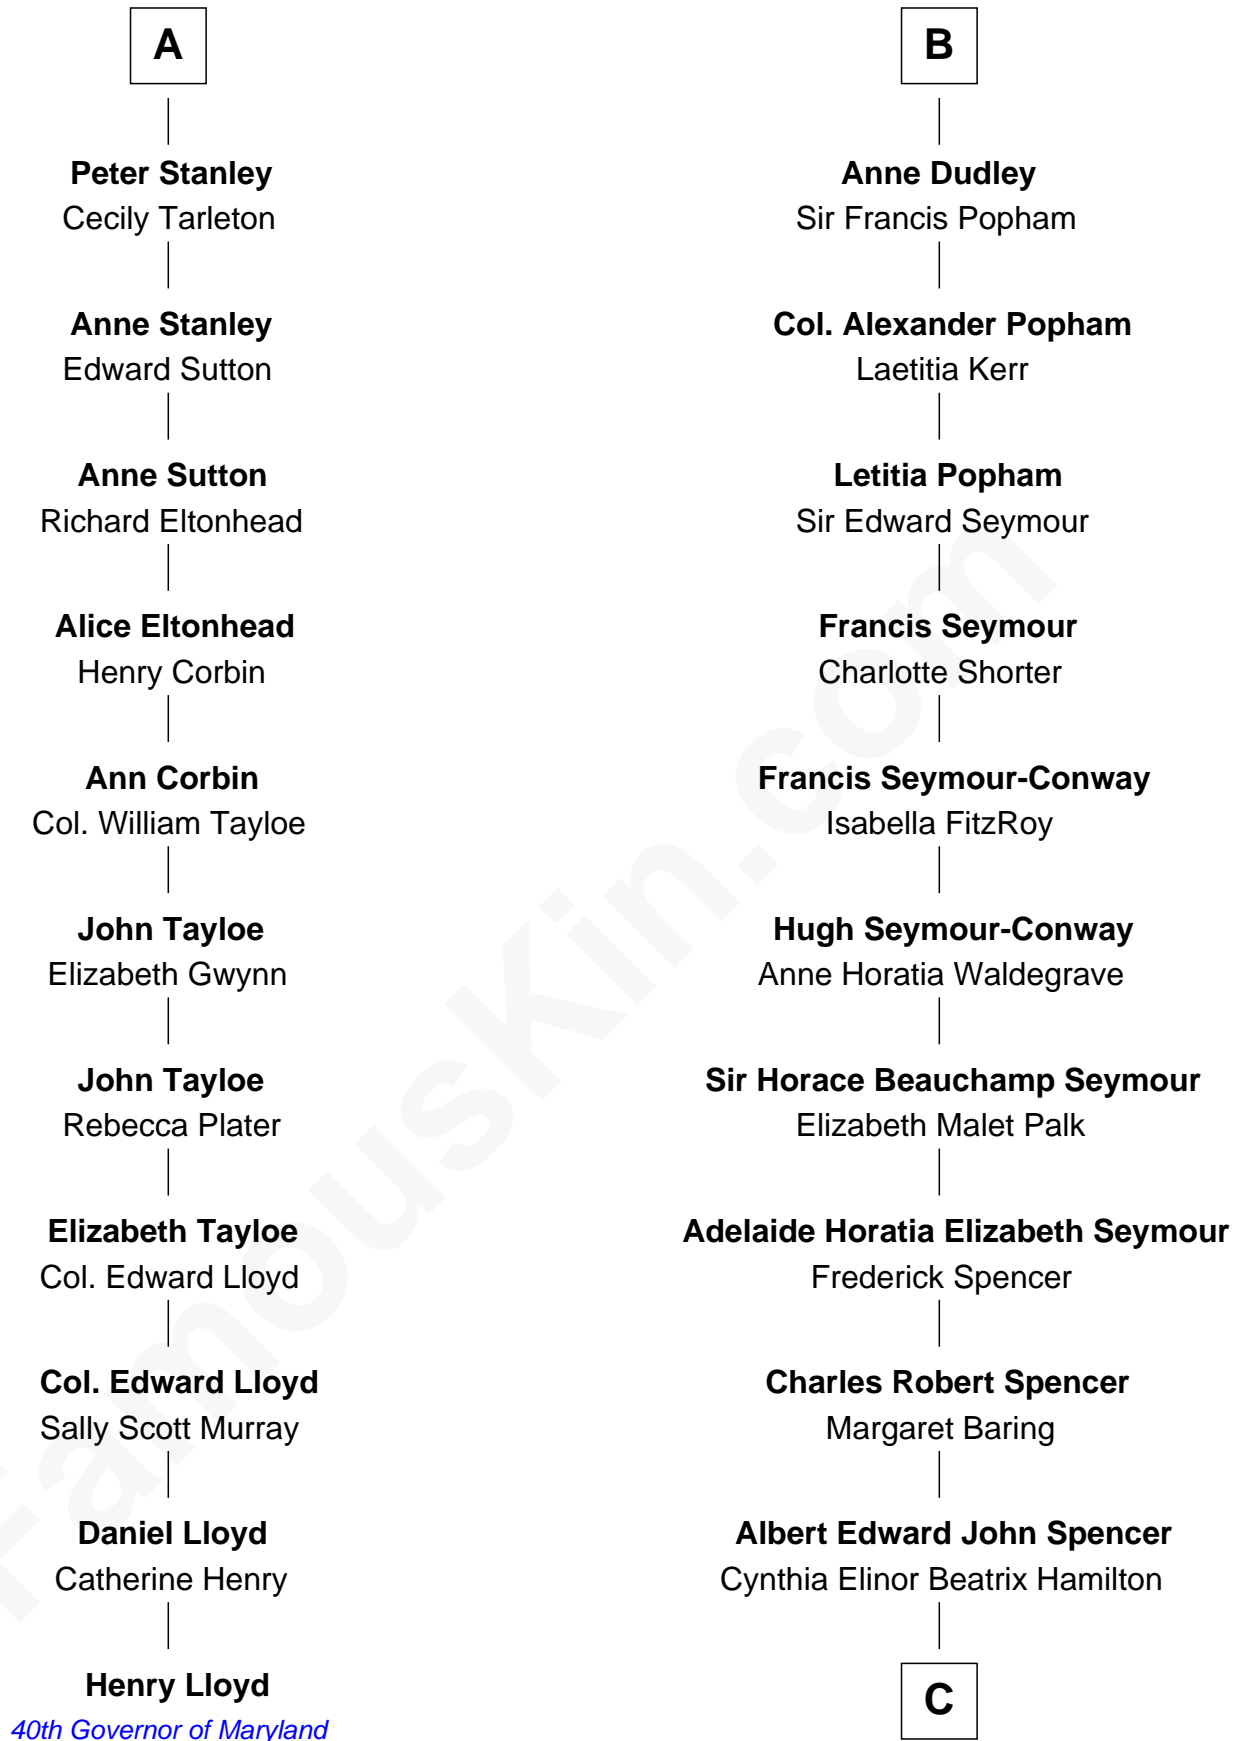 A
Peter Stanley
Cecily Tarleton
Anne Stanley
Edward Sutton
Anne Sutton
Richard Eltonhead
Alice Eltonhead
Henry Corbin
Ann Corbin
Col. William Tayloe
John Tayloe
Elizabeth Gwynn
John Tayloe
Rebecca Plater
Elizabeth Tayloe
Col. Edward Lloyd
Col. Edward Lloyd
Sally Scott Murray
Daniel Lloyd
Catherine Henry
Henry Lloyd
40th Governor of Maryland
B
Anne Dudley
Sir Francis Popham
Col. Alexander Popham
Laetitia Kerr
Letitia Popham
Sir Edward Seymour
Francis Seymour
Charlotte Shorter
Francis Seymour-Conway
Isabella FitzRoy
Hugh Seymour-Conway
Anne Horatia Waldegrave
Sir Horace Beauchamp Seymour
Elizabeth Malet Palk
Adelaide Horatia Elizabeth Seymour
Frederick Spencer
Charles Robert Spencer
Margaret Baring
Albert Edward John Spencer
Cynthia Elinor Beatrix Hamilton
C
FamousKin.com